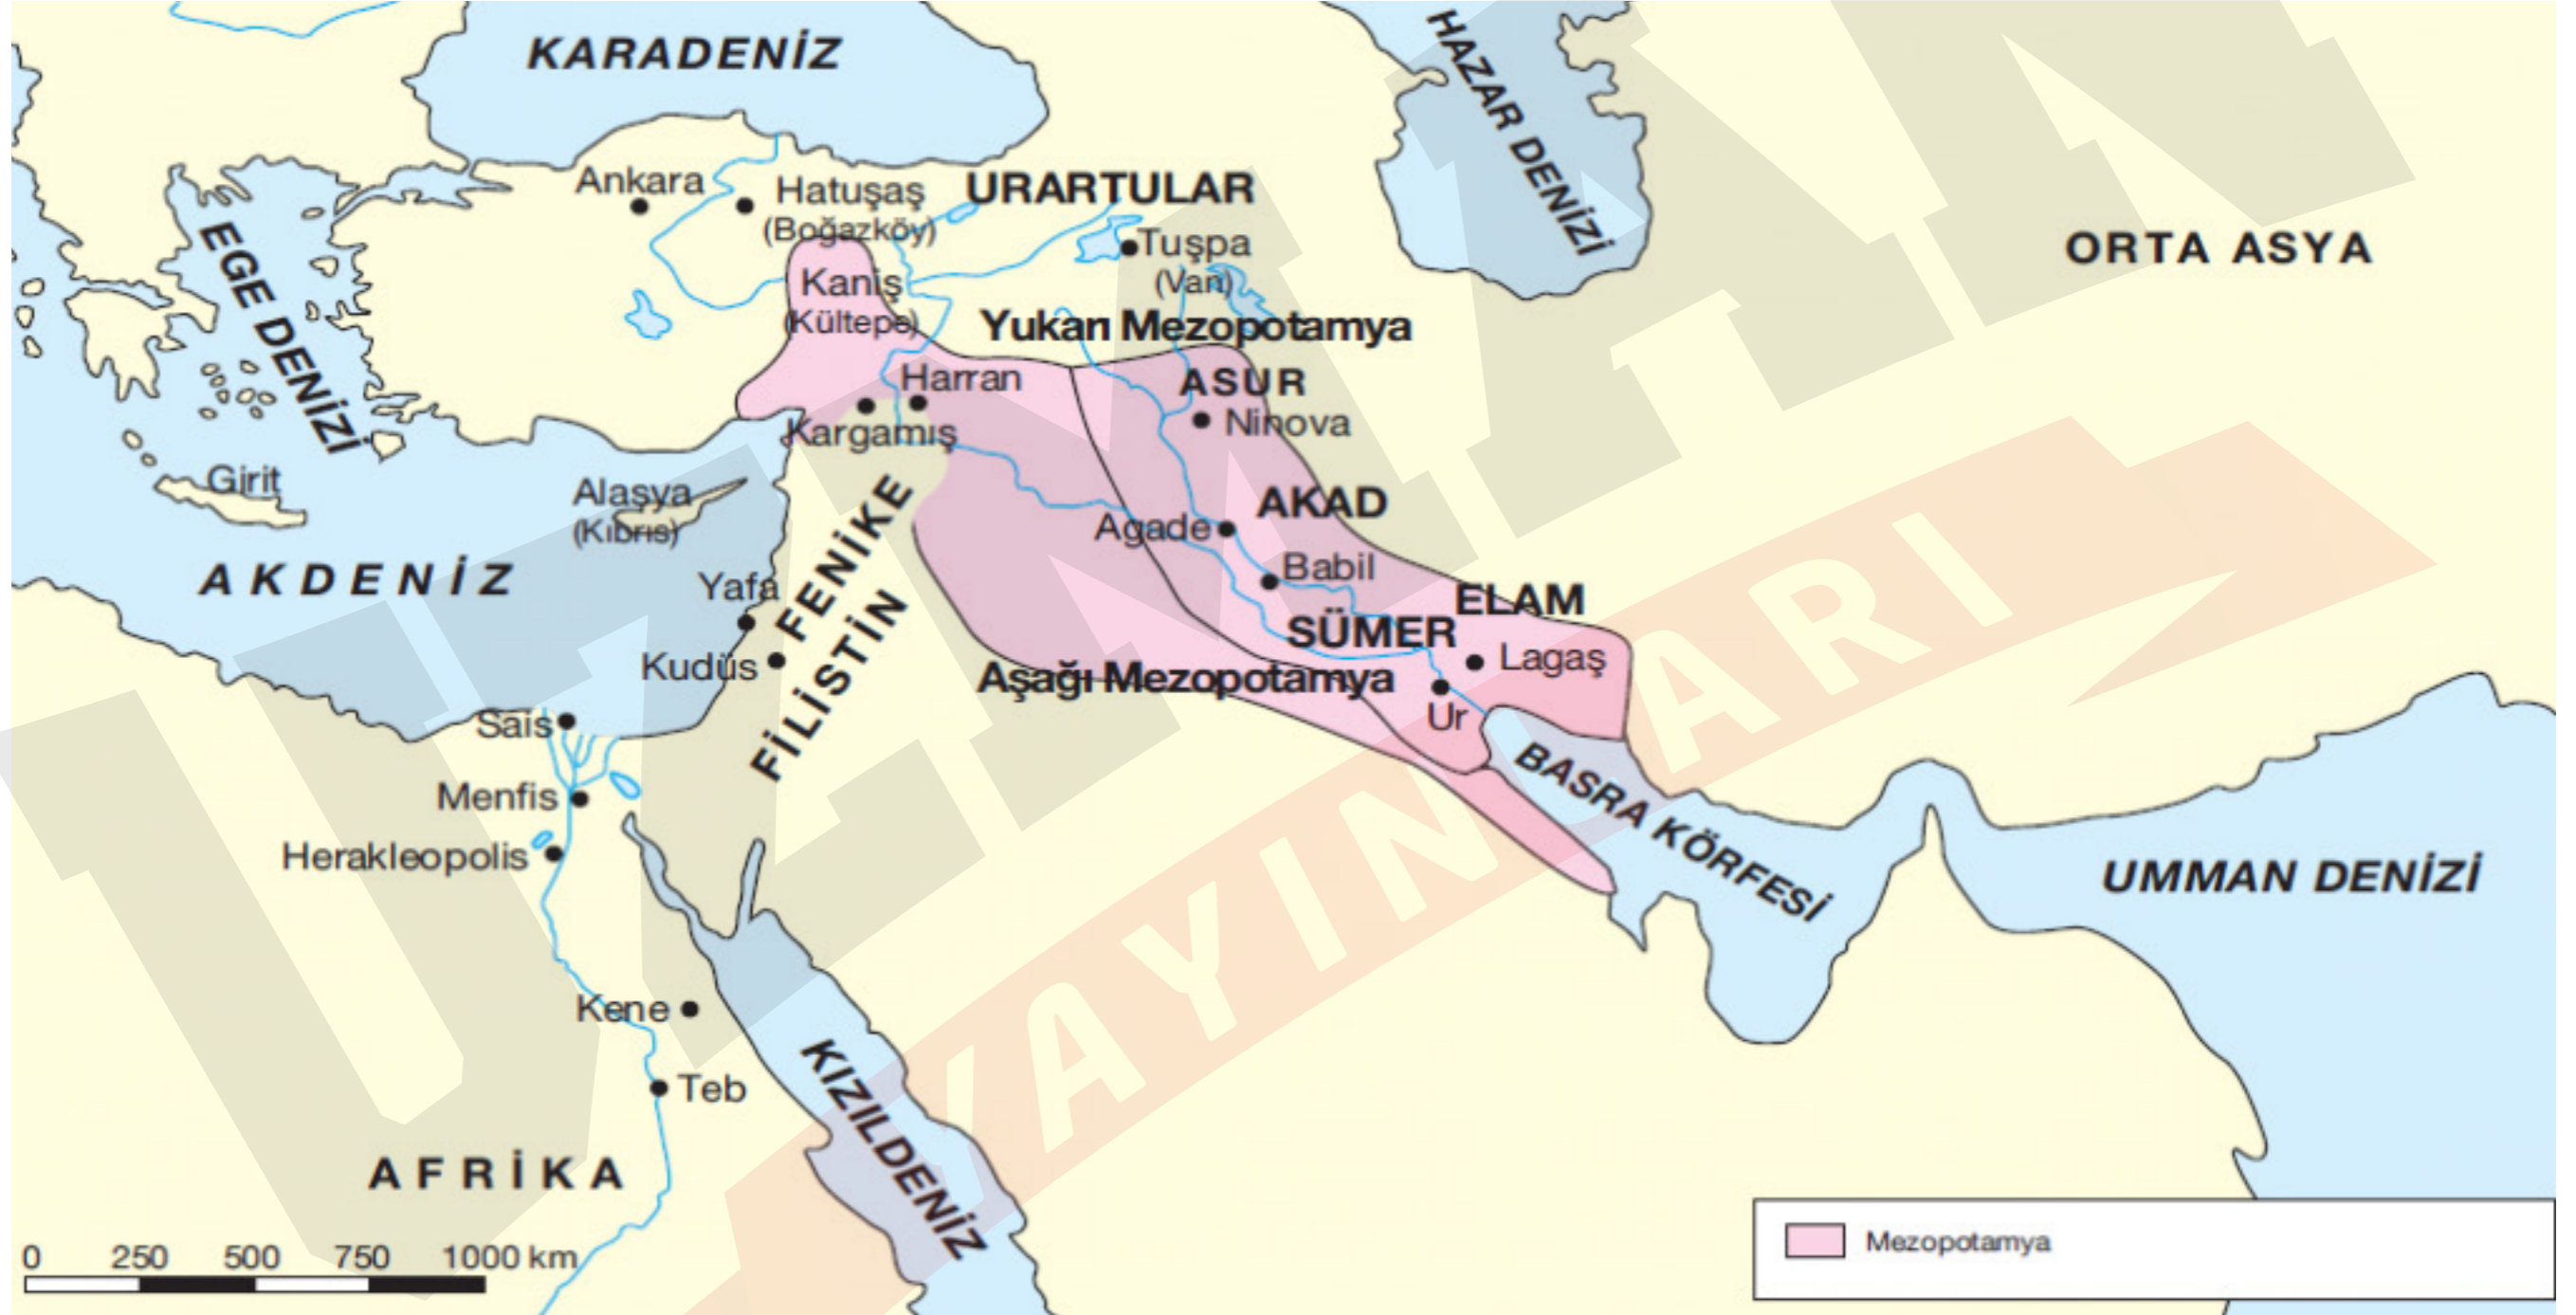 KARADENİZ
HAZAR DENİZİ
Ankara
Hatuşaş
(Boğazköy)
URARTULAR
Tuşpa
(Van)
ORTA ASYA
EGE DENİZİ
Kaniş
(Kültepe)
Yukarı Mezopotamya
Harran
ASUR
Ninova
Kargamış
Girit
Alaşya
(Kıbrıs)
AKAD
Agade
AKDENİZ
Babil
Yafa
FENİKE
ELAM
SÜMER
Kudüs
FİLİSTİN
Aşağı Mezopotamya
Lagaş
Ur
Sais
Menfis
BASRA KÖRFESİ
Herakleopolis
UMMAN DENİZİ
Kene
Teb
KIZILDENİZ
AFRİKA
0 250 500 750 1000 km
Mezopotamya
UZMAN
YAYINLARI